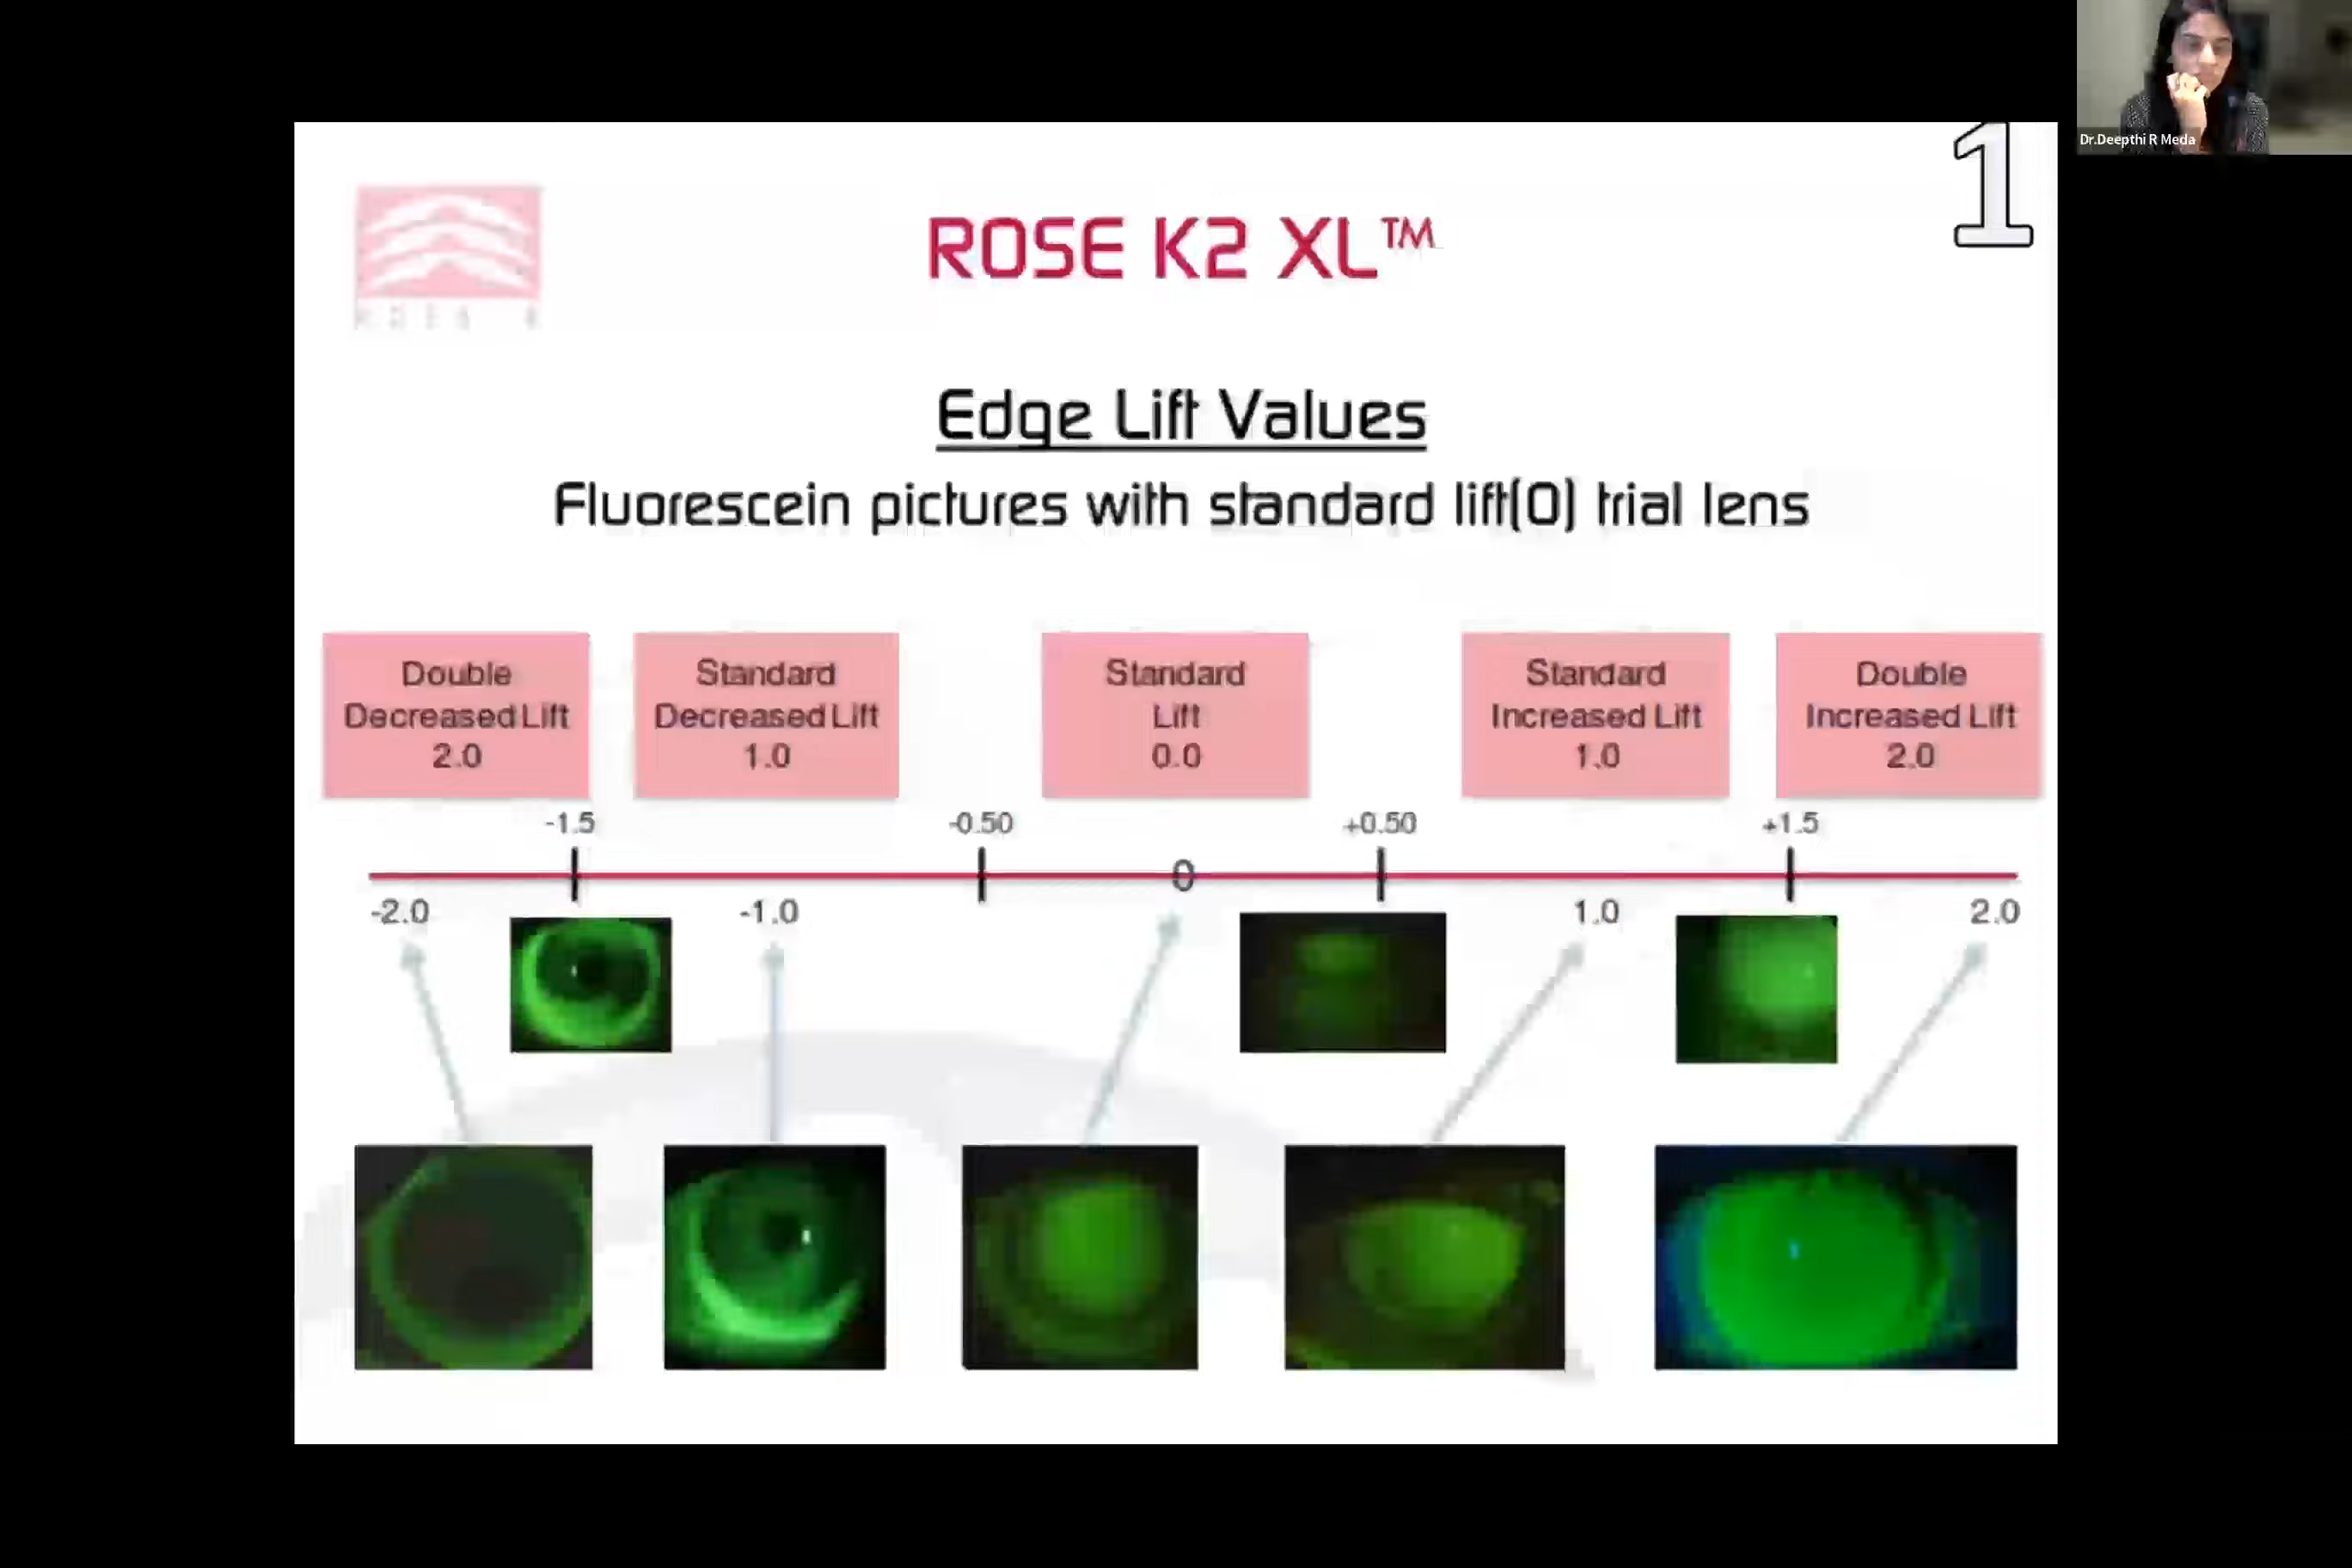 Dr.Deepthi R Meda
1
ROSE K2 XL™
Edge Lift Values
Fluorescein pictures with standard lift(0) trial lens
Double
Decreased Lift
2.0
Standard
Decreased Lift
1.0
Standard
Lift
0.0
Standard
Increased Lift
1.0
Double
Increased Lift
2.0
-1.5
-0.50
+0.50
+1.5
0
-2.0
-1.0
1.0
2.0